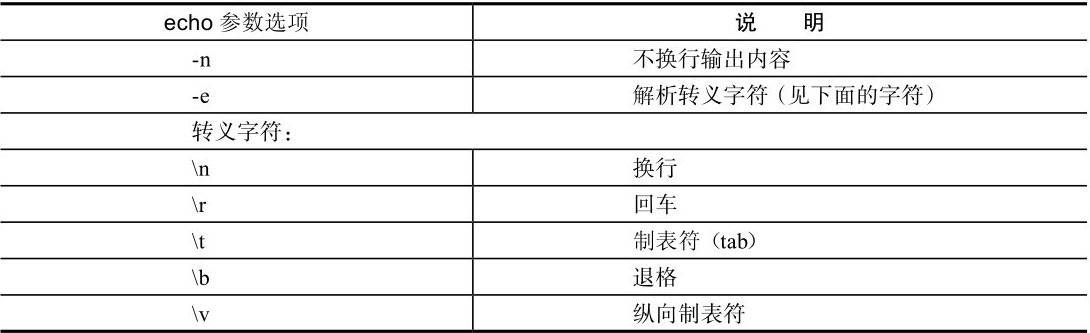 echo 参数选项 说 明
-n 不换行输出内容
-e 解析转义字符（见下面的字符）
转义字符：
\n 换行
\r 回车
\t 制表符（tab）
\b 退格
\v 纵向制表符